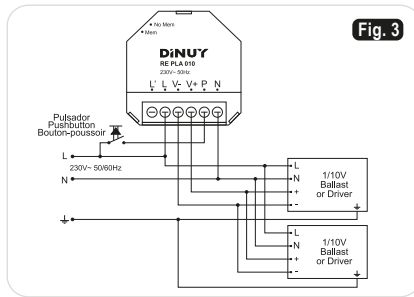 Fig. 3
No Mem
Mem
DiNUY
RE PLA 010
230V~ 50Hz
L' L V- V+ P N
Pulsador
Pushbutton
Bouton-poussoir
L
230V~ 50/60Hz
N
L
N
+
-
1/10V
Ballast
or Driver
L
N
+
-
1/10V
Ballast
or Driver